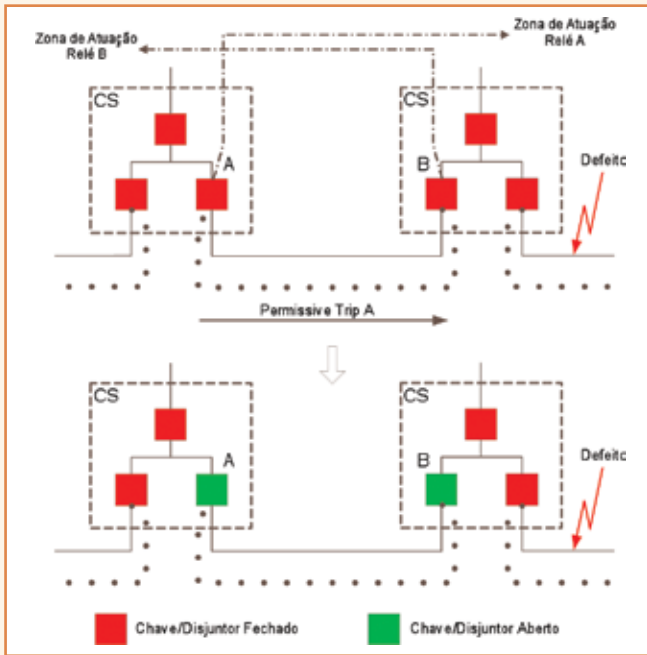 Zona de Atuação
Relé B
Zona de Atuação
Relé A
CS
CS
A
B
Defeito
Permissive Trip A
CS
CS
A
B
Defeito
Chave/Disjuntor Fechado
Chave/Disjuntor Aberto